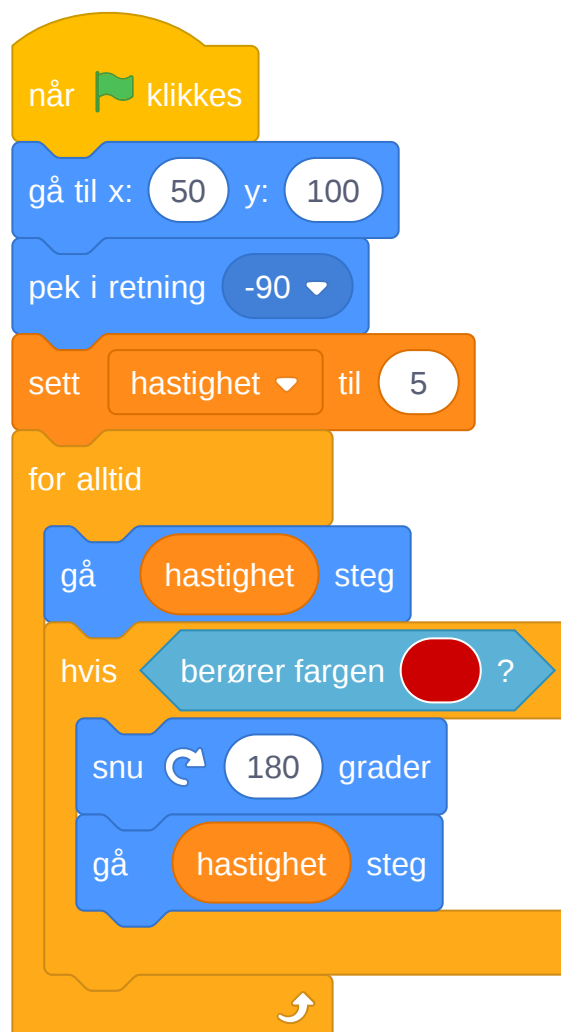 når klikkes
gå til x: 50 y: 100
pek i retning -90
sett hastighet til 5
for alltid
gå hastighet steg
hvis berører fargen ?
snu 180 grader
gå hastighet steg